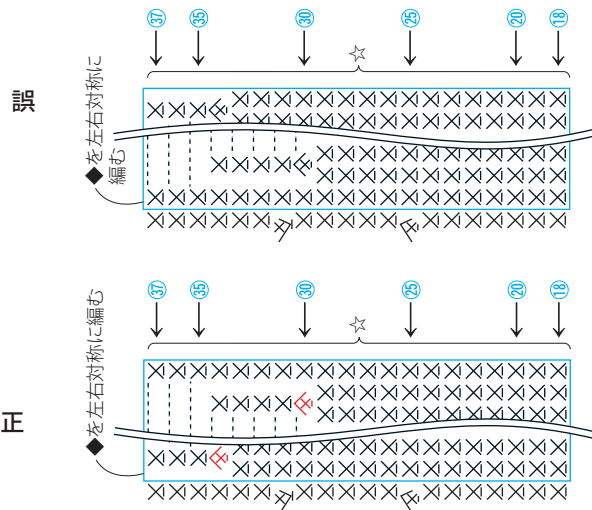 誤
㊲ ㉟ ㉚ ㉕ ⑳ ⑱
☆
◆を左右対称に
編む
正
㊲ ㉟ ㉚ ㉕ ⑳ ⑱
☆
◆を左右対称に編む